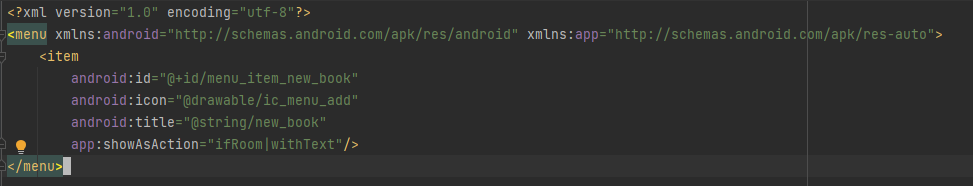 <?xml version="1.0" encoding="utf-8"?>
<menu xmlns:android="http://schemas.android.com/apk/res/android" xmlns:app="http://schemas.android.com/apk/res-auto">
    <item
        android:id="@+id/menu_item_new_book"
        android:icon="@drawable/ic_menu_add"
        android:title="@string/new_book"
        app:showAsAction="ifRoom|withText"/>
</menu>